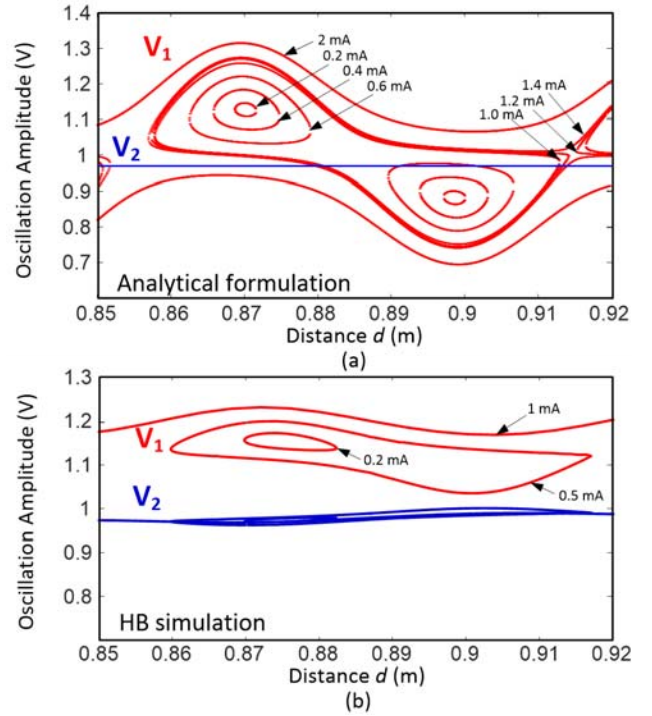 Oscillation Amplitude (V)
1.4
1.3
1.2
1.1
1
0.9
0.8
0.7
V1
V2
2 mA
0.2 mA
0.4 mA
0.6 mA
1.4 mA
1.2 mA
1.0 mA
Analytical formulation
0.85 0.86 0.87 0.88 0.89 0.9 0.91 0.92
Distance d (m)
(a)
Oscillation Amplitude (V)
1.3
1.2
1.1
1
0.9
0.8
0.7
V1
V2
1 mA
0.2 mA
0.5 mA
HB simulation
0.85 0.86 0.87 0.88 0.89 0.9 0.91 0.92
Distance d (m)
(b)